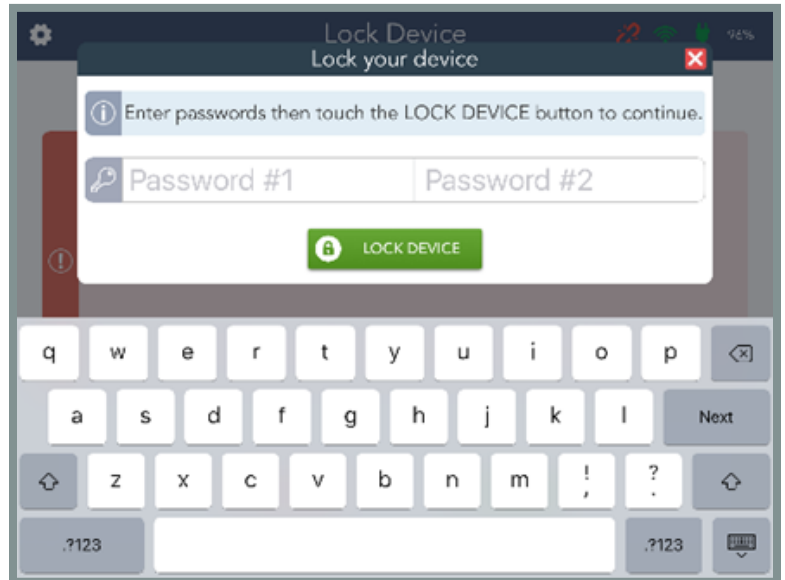 Lock Device
96%
Lock your device
Enter passwords then touch the LOCK DEVICE button to continue.
Password #1 Password #2
LOCK DEVICE
q w e r t y u i o p
a s d f g h j k l Next
z x c v b n m ! , ? .
.?123 .?123